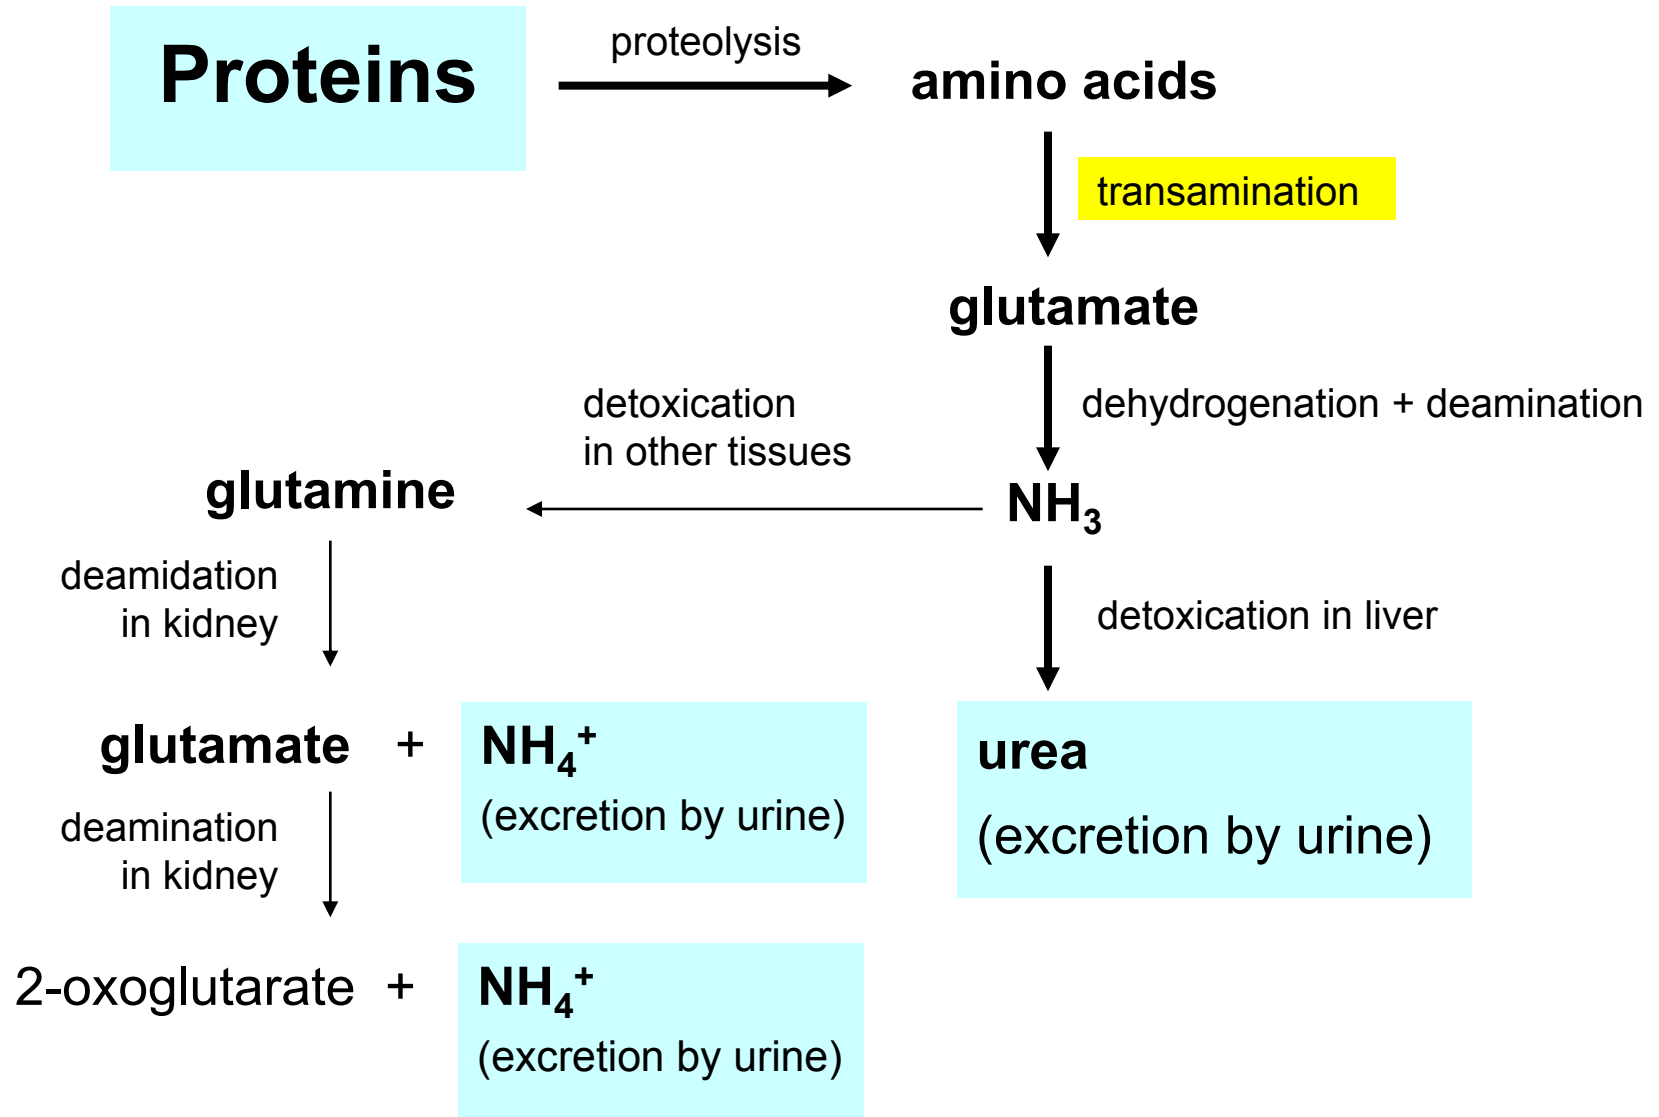 Proteins
proteolysis
amino acids
transamination
glutamate
dehydrogenation + deamination
detoxication
in other tissues
glutamine
NH₃
deamidation
in kidney
detoxication in liver
glutamate +
NH₄⁺
(excretion by urine)
urea
(excretion by urine)
deamination
in kidney
2-oxoglutarate +
NH₄⁺
(excretion by urine)